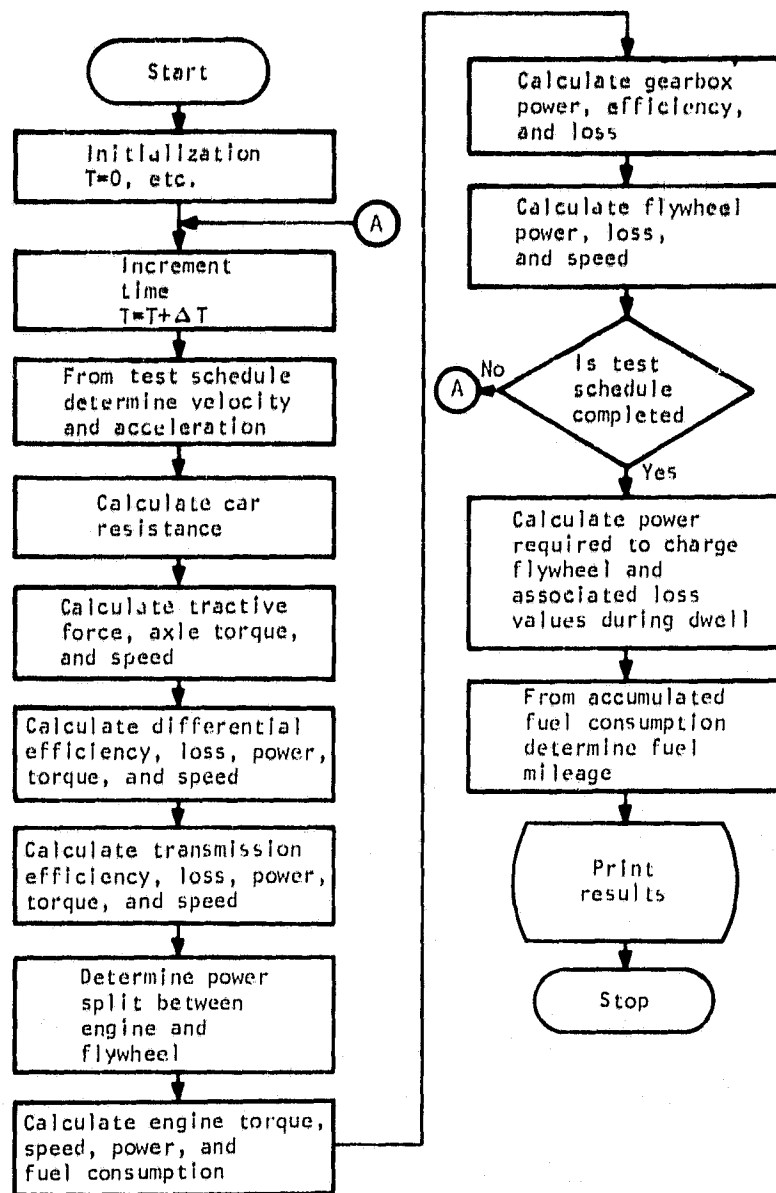 Start
Initialization
T=0, etc.
A
Increment
time
T=T+ΔT
From test schedule
determine velocity
and acceleration
Calculate car
resistance
Calculate tractive
force, axle torque,
and speed
Calculate differential
efficiency, loss, power,
torque, and speed
Calculate transmission
efficiency, loss, power,
torque, and speed
Determine power
split between
engine and
flywheel
Calculate engine torque,
speed, power, and
fuel consumption
Calculate gearbox
power, efficiency,
and loss
Calculate flywheel
power, loss,
and speed
Is test
schedule
completed
No
A
Yes
Calculate power
required to charge
flywheel and
associated loss
values during dwell
From accumulated
fuel consumption
determine fuel
mileage
Print
results
Stop